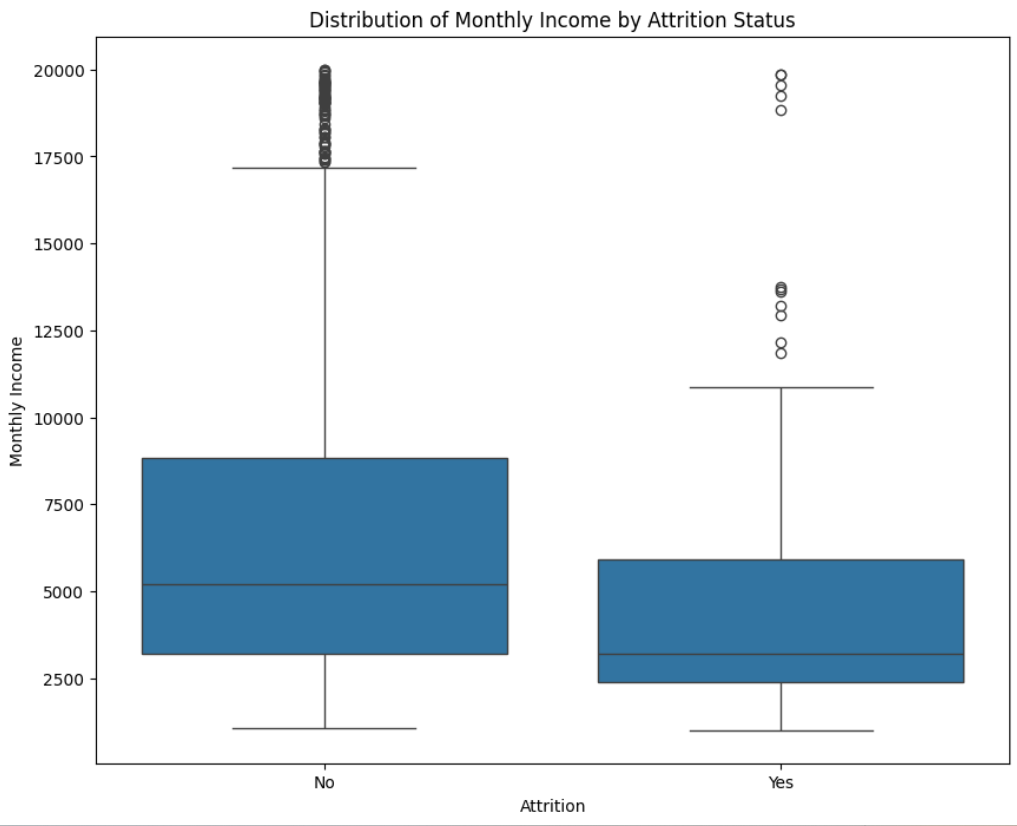 Distribution of Monthly Income by Attrition Status
20000
17500
15000
12500
10000
7500
5000
2500
Monthly Income
No
Yes
Attrition